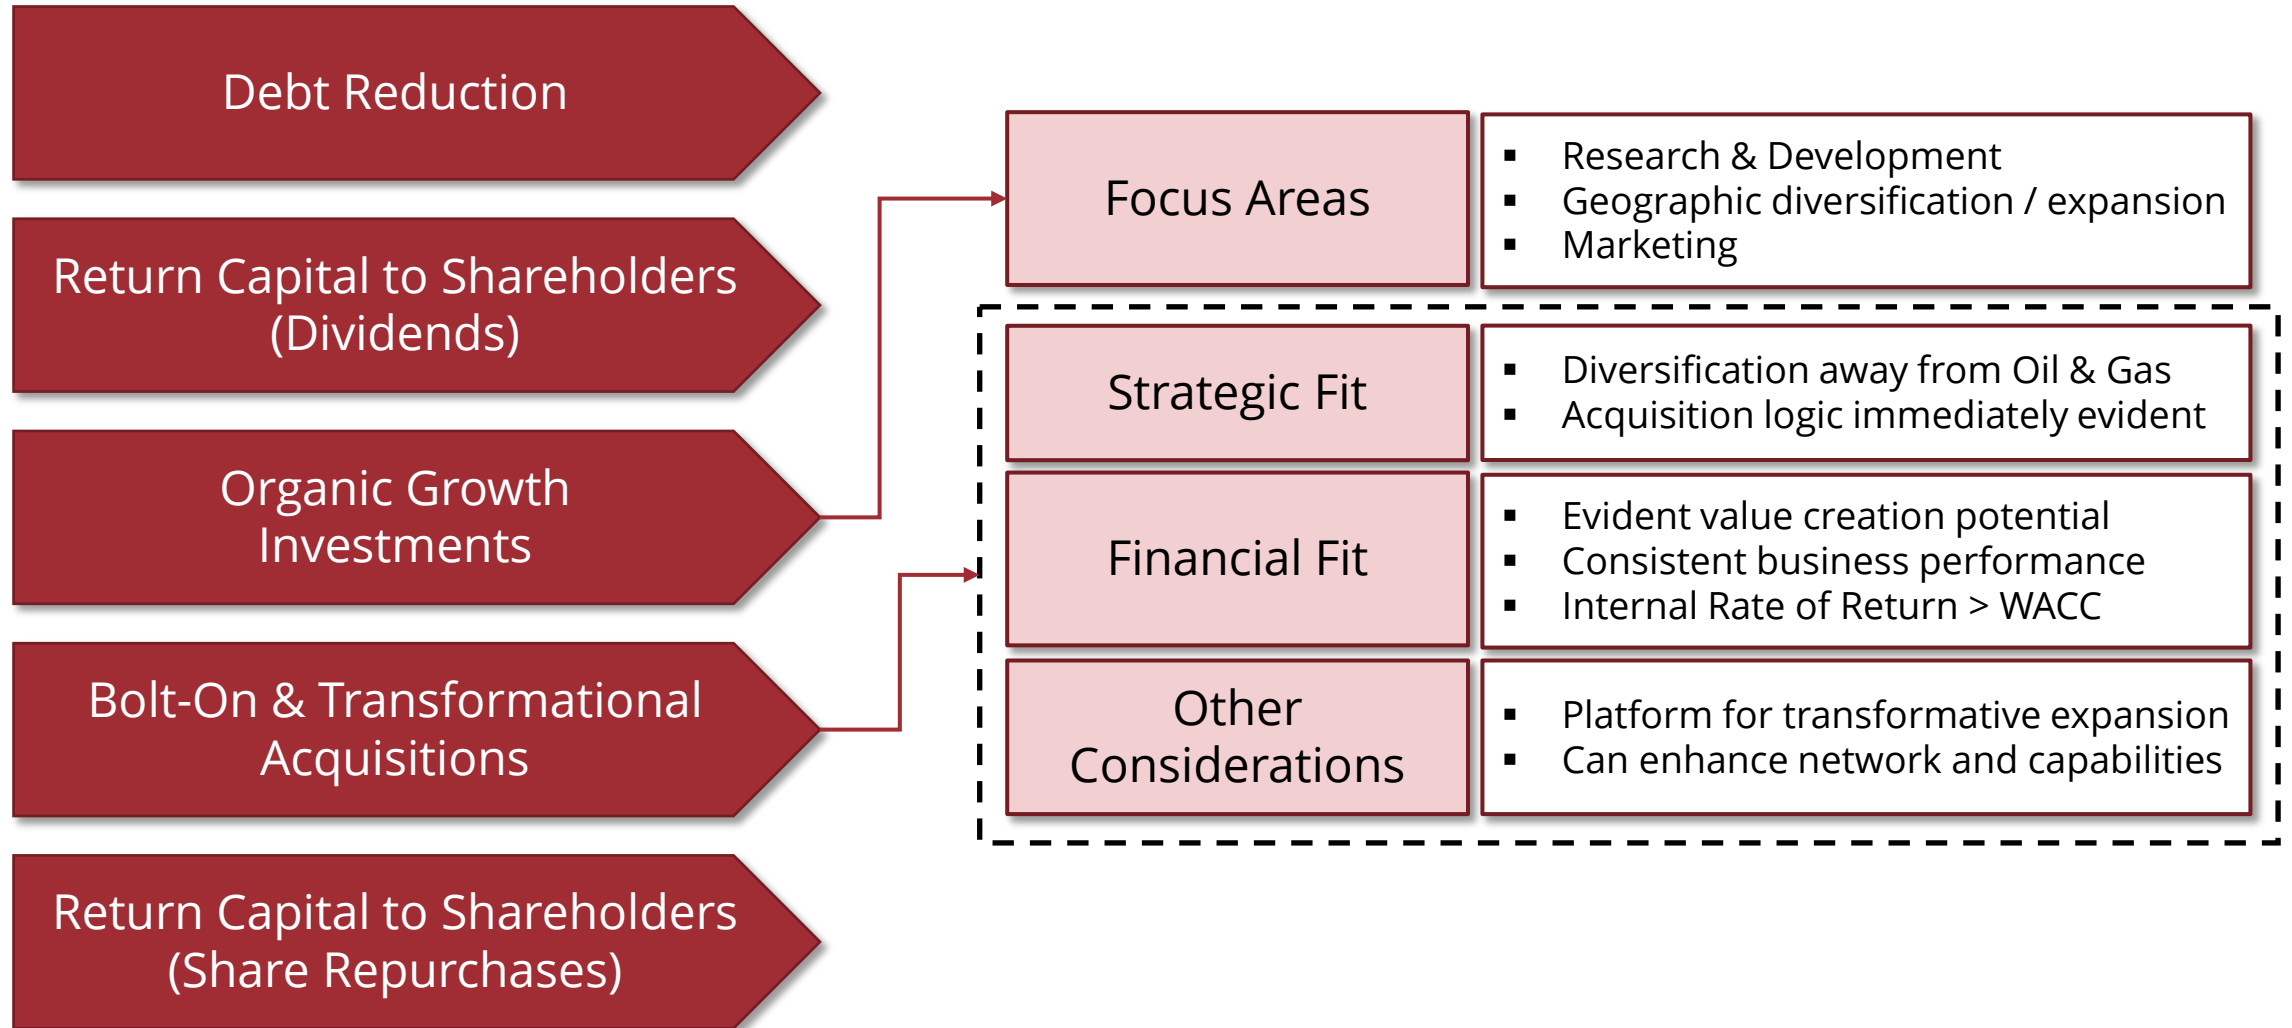 Debt Reduction
Return Capital to Shareholders
(Dividends)
Organic Growth
Investments
Bolt-On & Transformational
Acquisitions
Return Capital to Shareholders
(Share Repurchases)
Focus Areas
▪ Research & Development
▪ Geographic diversification / expansion
▪ Marketing
Strategic Fit
▪ Diversification away from Oil & Gas
▪ Acquisition logic immediately evident
Financial Fit
▪ Evident value creation potential
▪ Consistent business performance
▪ Internal Rate of Return > WACC
Other
Considerations
▪ Platform for transformative expansion
▪ Can enhance network and capabilities